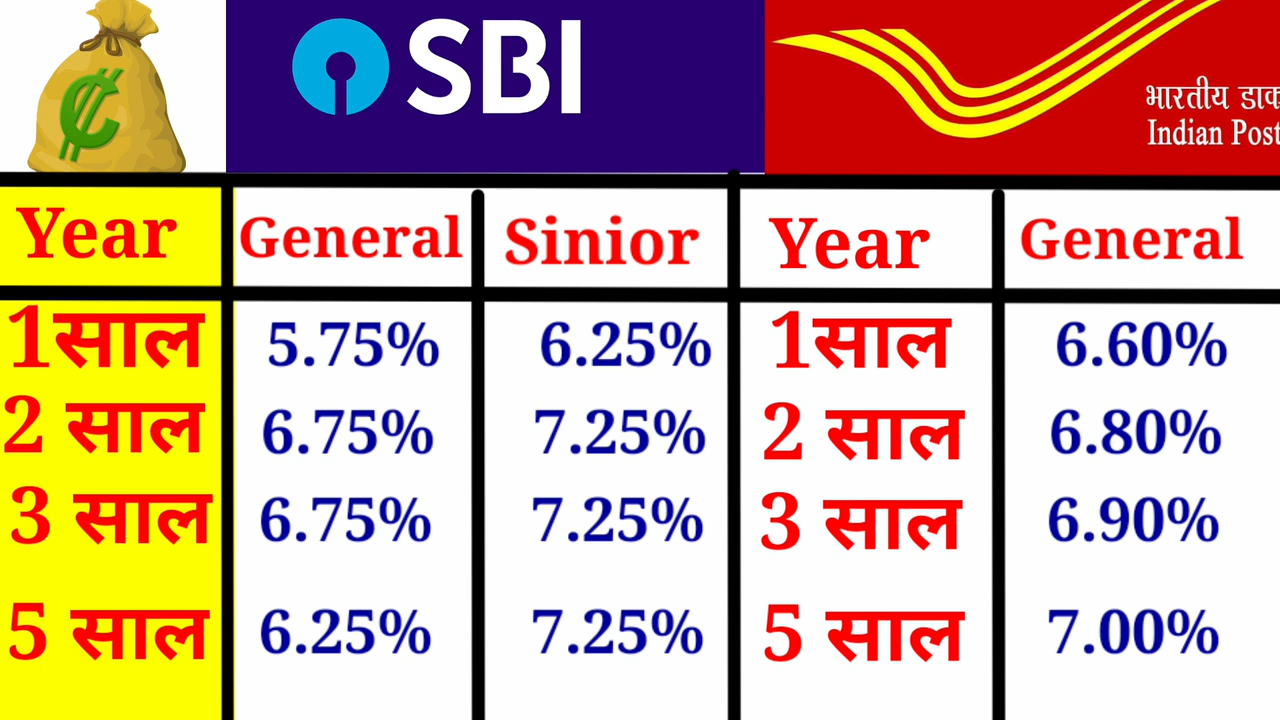 SBI
भारतीय डाक
Indian Post
Year General Sinior Year General
1साल 5.75% 6.25% 1साल 6.60%
2 साल 6.75% 7.25% 2 साल 6.80%
3 साल 6.75% 7.25% 3 साल 6.90%
5 साल 6.25% 7.25% 5 साल 7.00%